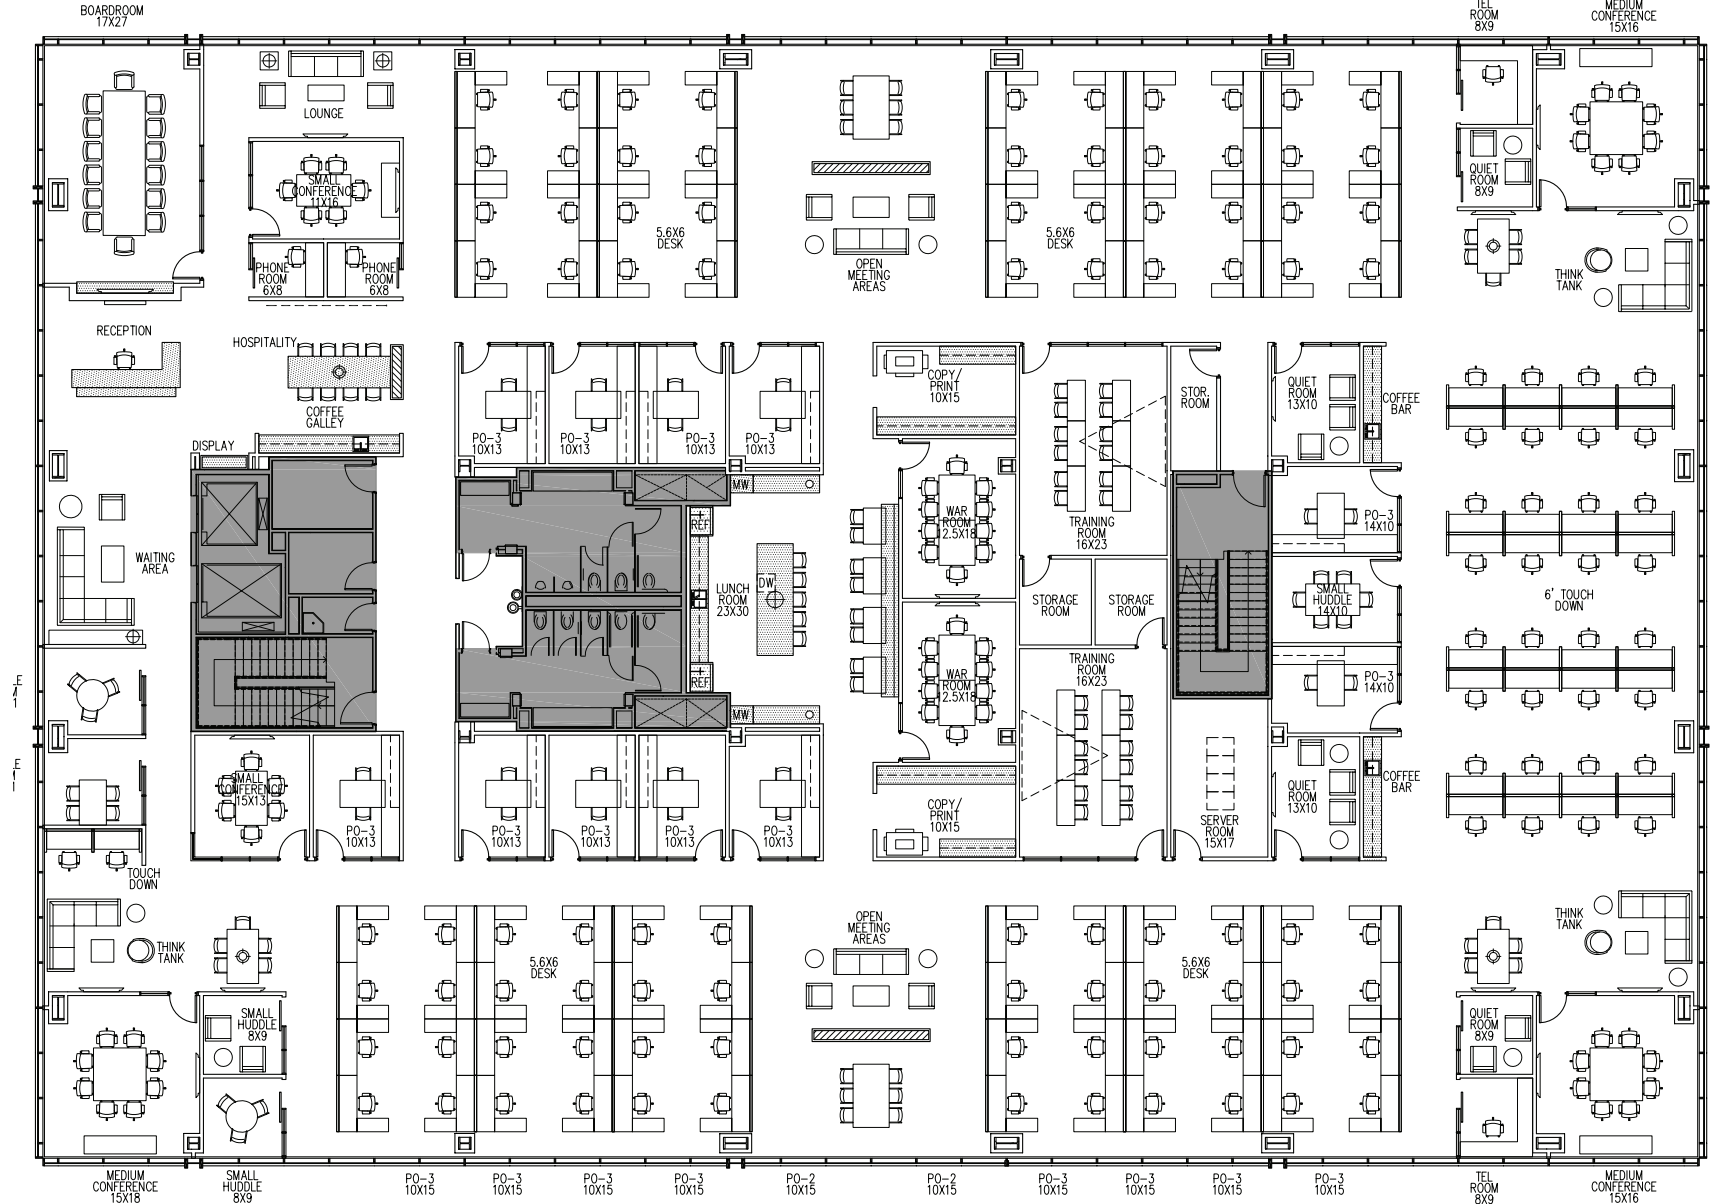 BOARDROOM
17X27
TEL
ROOM
8X9
MEDIUM
CONFERENCE
15X16
LOUNGE
SMALL
CONFERENCE
11X16
PHONE
ROOM
6X8
PHONE
ROOM
6X8
5.6X6
DESK
OPEN
MEETING
AREAS
5.6X6
DESK
QUIET
ROOM
8X9
THINK
TANK
RECEPTION
HOSPITALITY
COFFEE
GALLEY
DISPLAY
PO-3
10X13
PO-3
10X13
PO-3
10X13
PO-3
10X13
COPY/
PRINT
10X15
STOR.
ROOM
QUIET
ROOM
13X10
COFFEE
BAR
MW
REF
WAITING
AREA
LUNCH
ROOM
23X30
DW
WAR
ROOM
12.5X18
TRAINING
ROOM
16X23
PO-3
14X10
STORAGE
ROOM
STORAGE
ROOM
SMALL
HUDDLE
14X10
6' TOUCH
DOWN
REF
MW
WAR
ROOM
12.5X18
TRAINING
ROOM
16X23
PO-3
14X10
SMALL
CONFERENCE
15X13
PO-3
10X13
PO-3
10X13
PO-3
10X13
PO-3
10X13
PO-3
10X13
COPY/
PRINT
10X15
SERVER
ROOM
15X17
QUIET
ROOM
13X10
COFFEE
BAR
TOUCH
DOWN
THINK
TANK
5.6X6
DESK
OPEN
MEETING
AREAS
5.6X6
DESK
THINK
TANK
SMALL
HUDDLE
8X9
QUIET
ROOM
8X9
MEDIUM
CONFERENCE
15X18
SMALL
HUDDLE
8X9
PO-3
10X15
PO-3
10X15
PO-3
10X15
PO-3
10X15
PO-2
10X15
PO-2
10X15
PO-3
10X15
PO-3
10X15
PO-3
10X15
PO-3
10X15
TEL
ROOM
8X9
MEDIUM
CONFERENCE
15X16